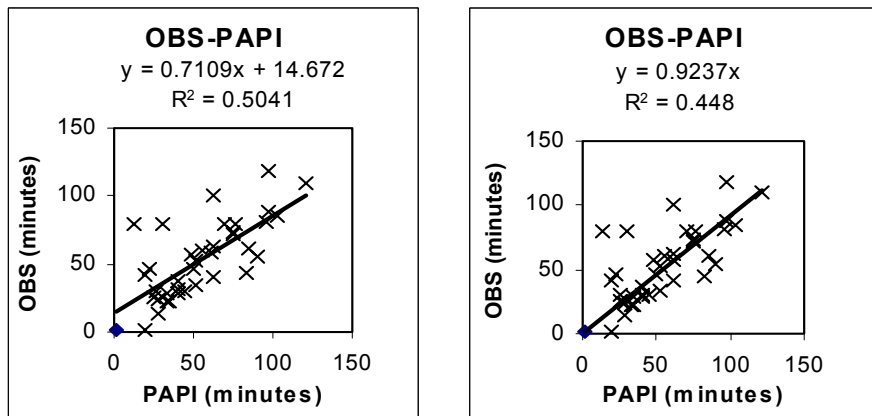 OBS-PAPI
y = 0.7109x + 14.672
R² = 0.5041
150
100
50
0
OBS (minutes)
0 50 100 150
PAPI (minutes)
OBS-PAPI
y = 0.9237x
R² = 0.448
150
100
50
0
OBS (minutes)
0 50 100 150
PAPI (minutes)